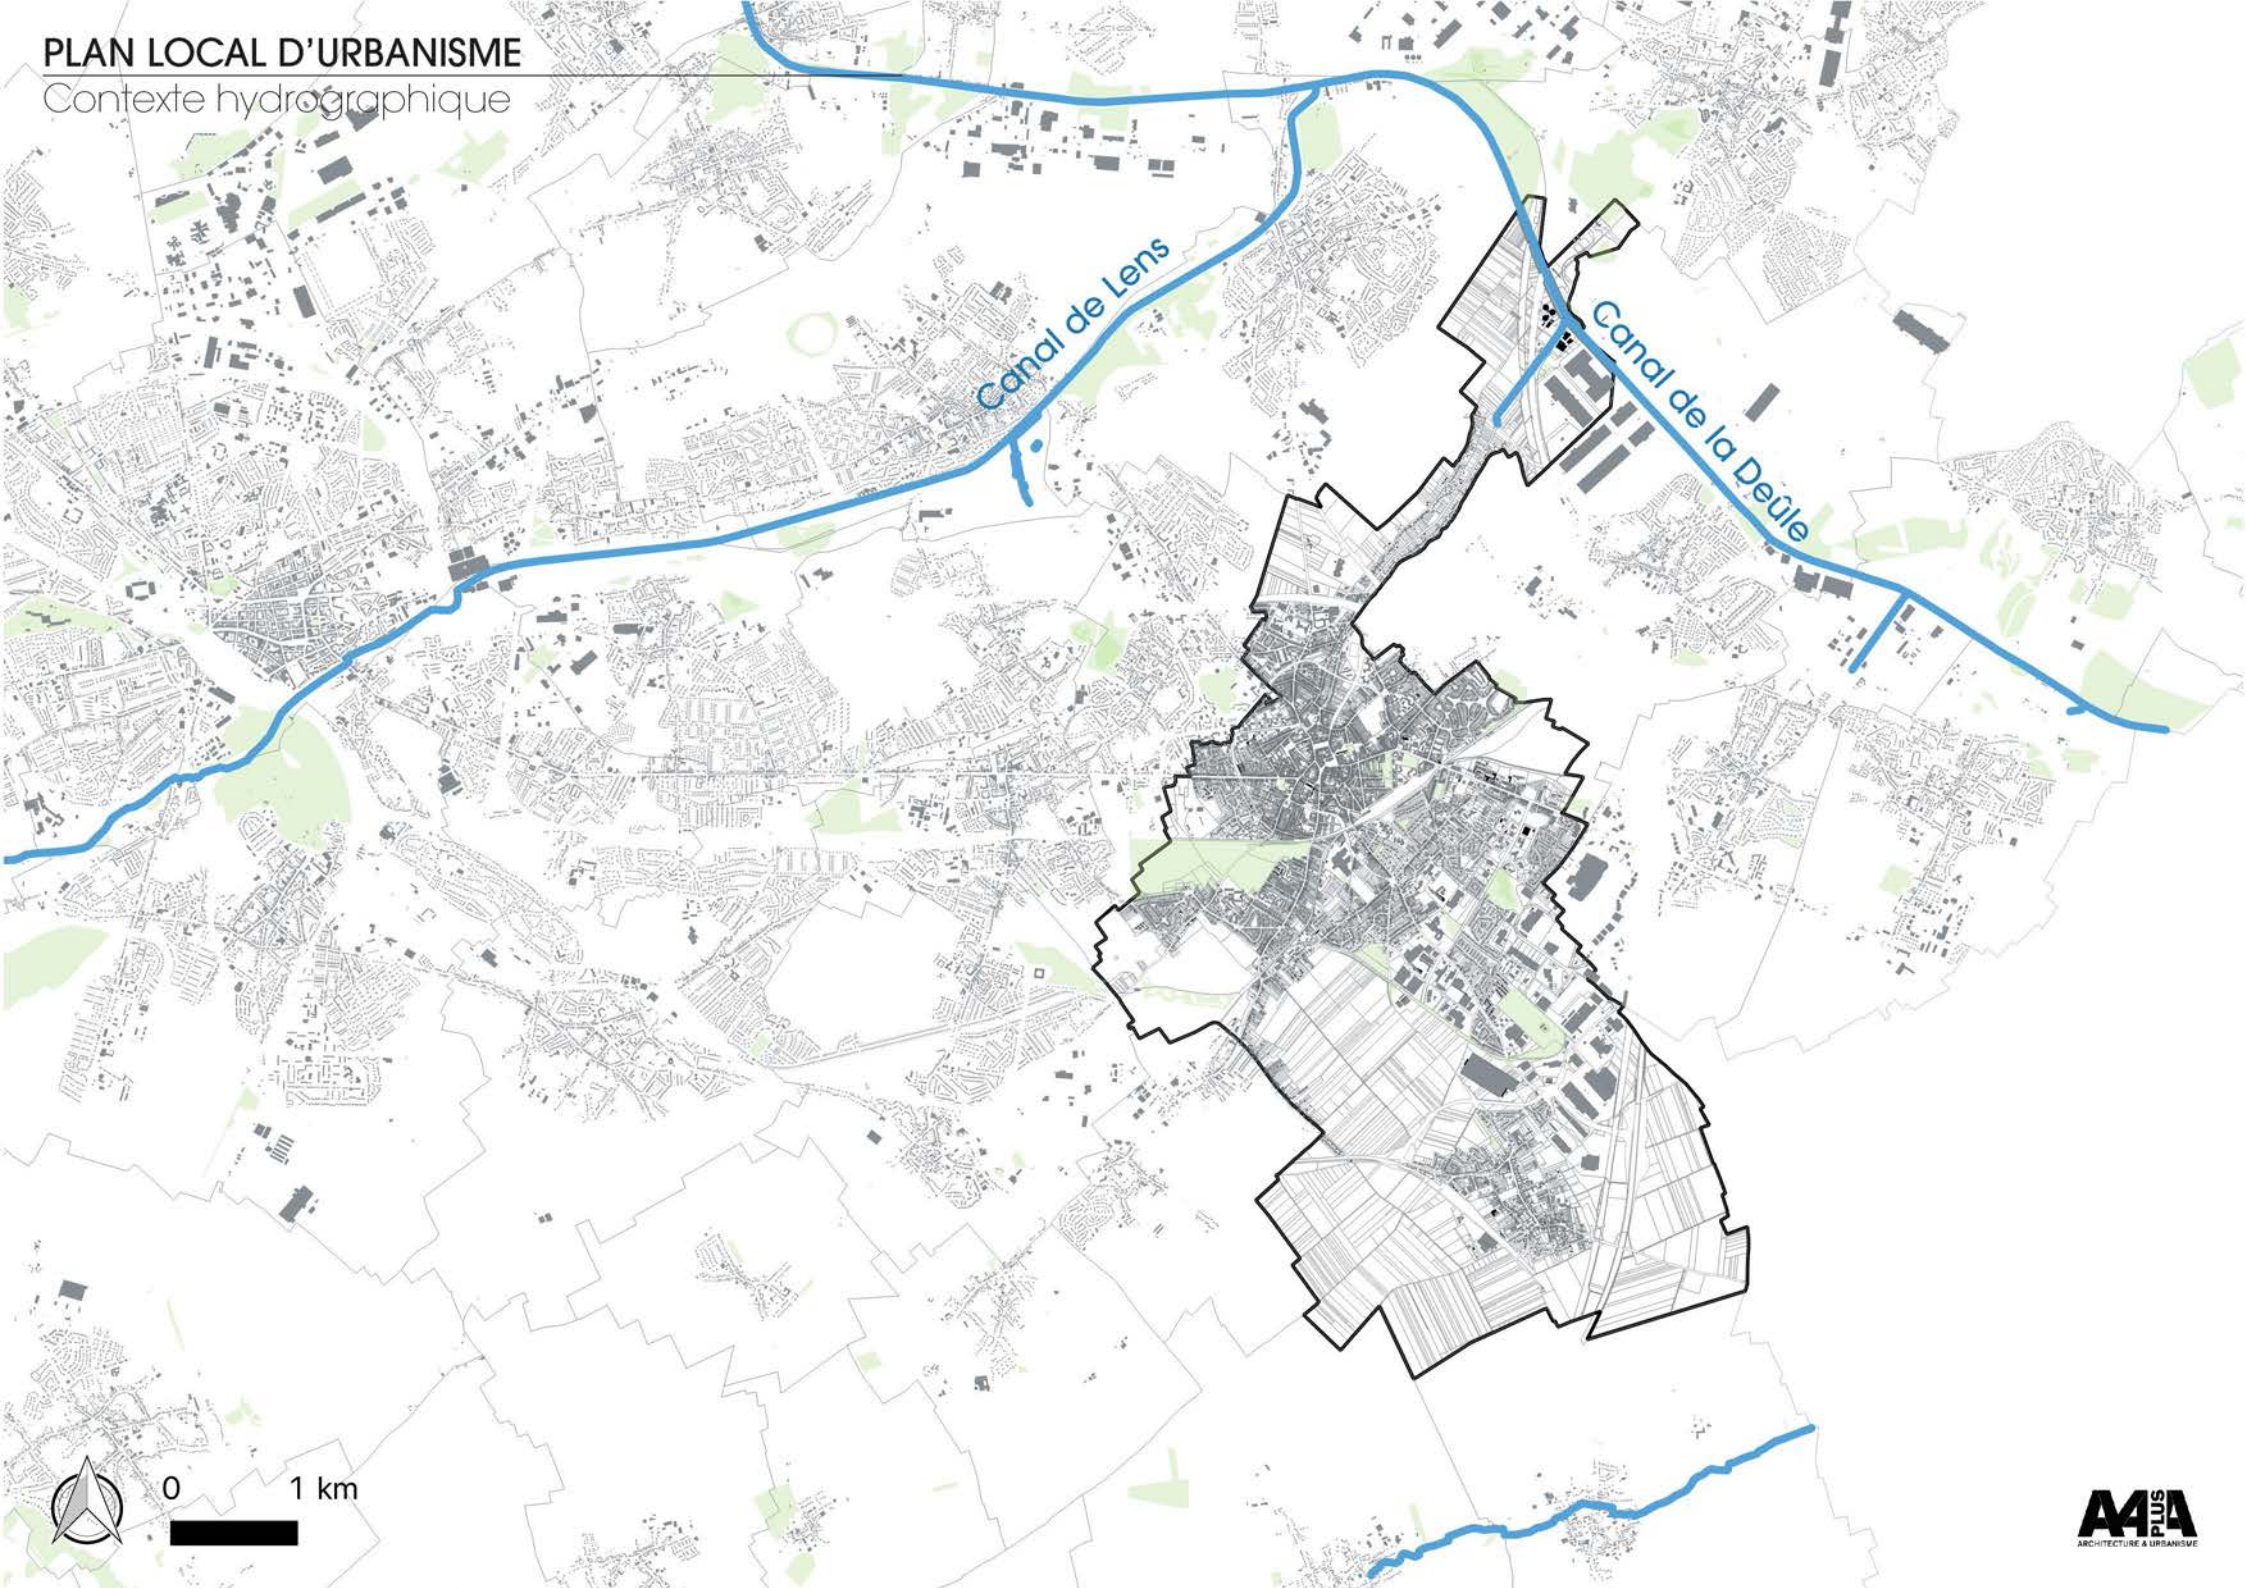 PLAN LOCAL D'URBANISME
Contexte hydrographique
Canal de Lens
Canal de la Deûle
0 1 km
A4A
PLUS
ARCHITECTURE & URBANISME